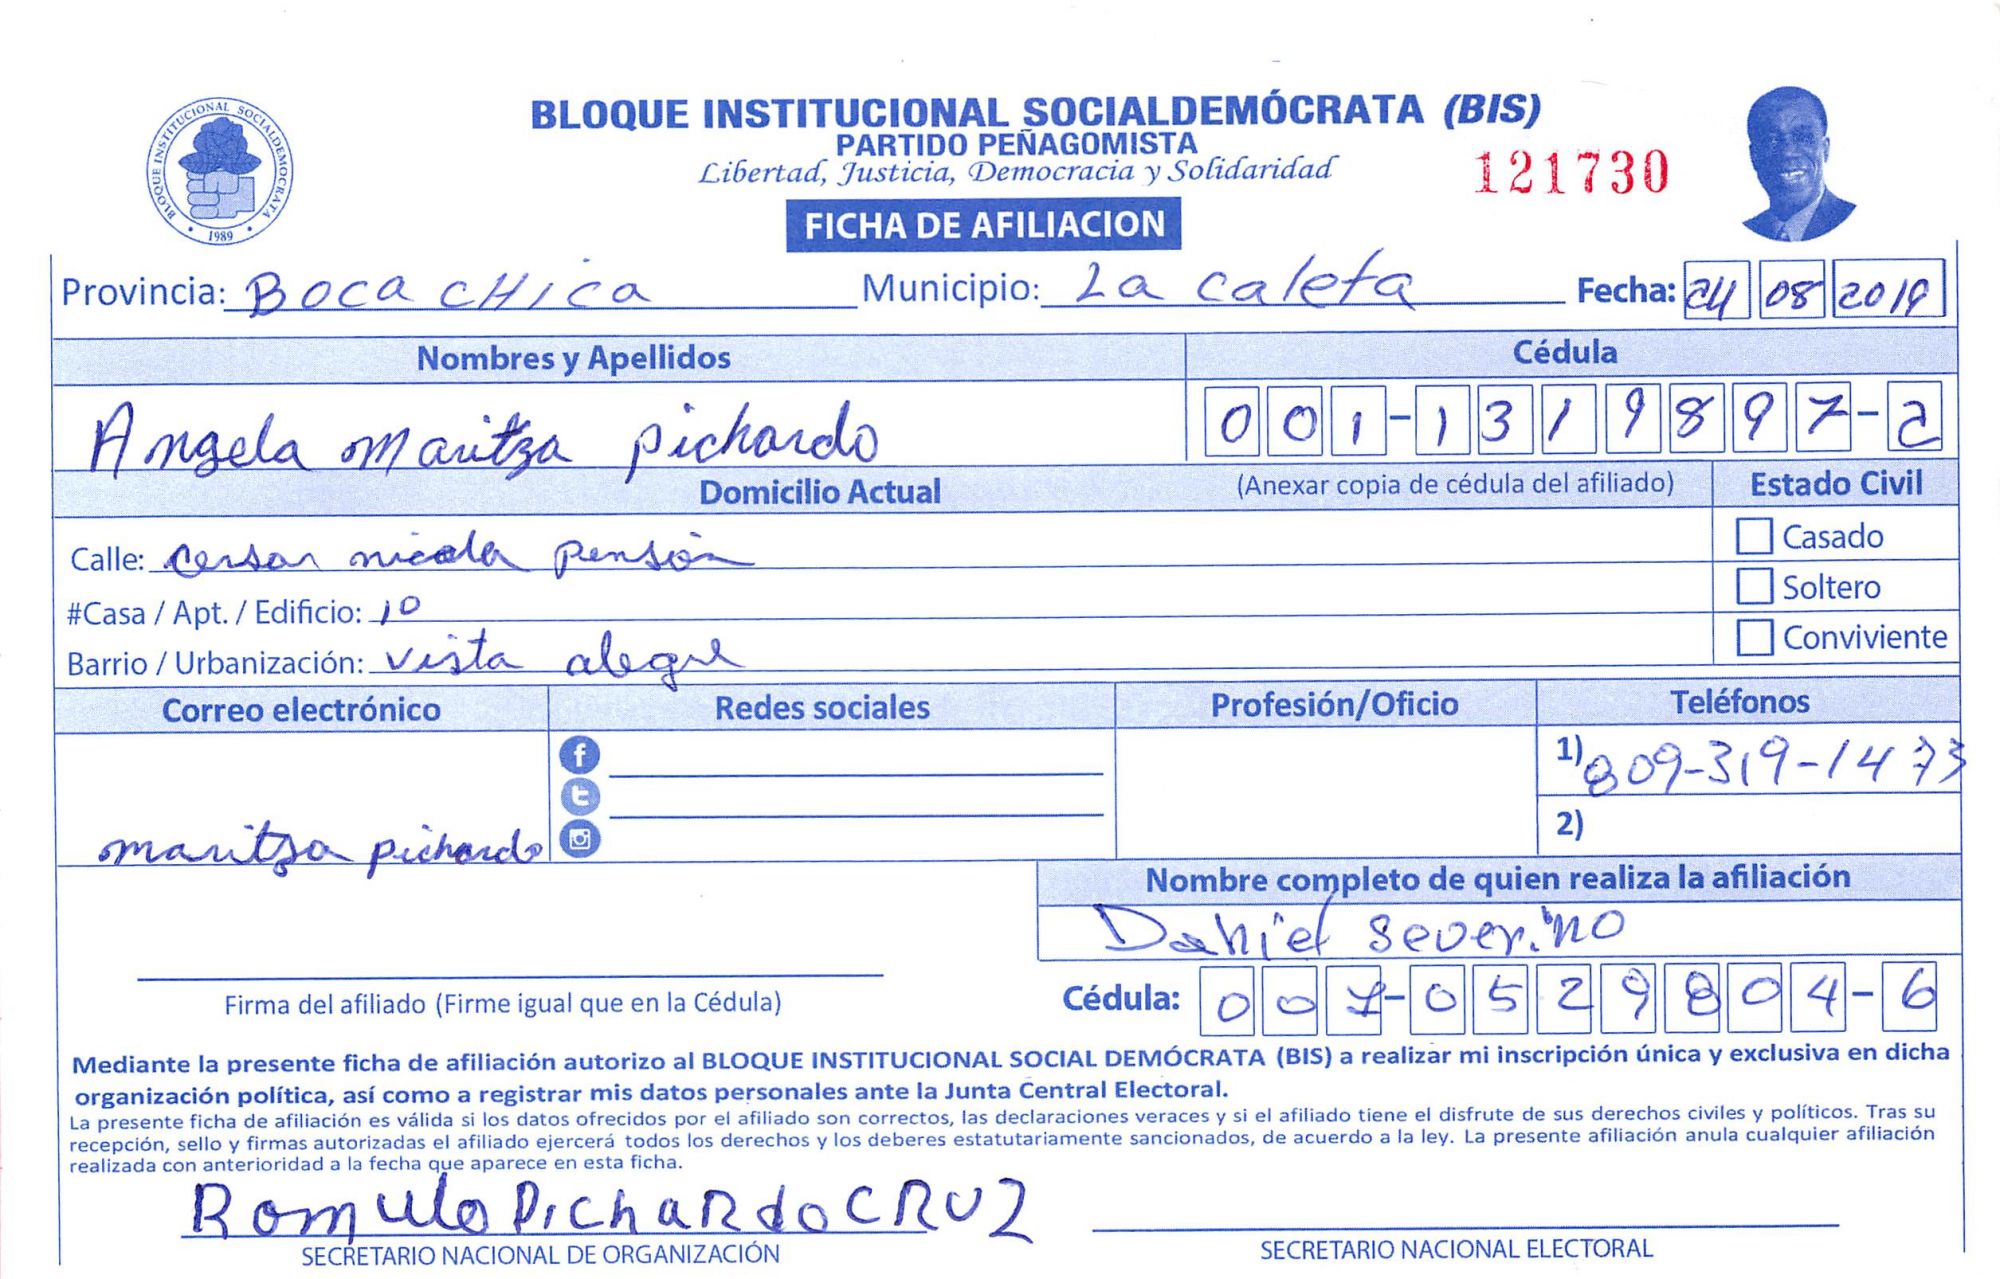 BLOQUE INSTITUCIONAL SOCIALDEMÓCRATA
1989
BLOQUE INSTITUCIONAL SOCIALDEMÓCRATA (BIS)
PARTIDO PEÑAGOMISTA
Libertad, Justicia, Democracia y Solidaridad
121730
FICHA DE AFILIACION
Provincia: Boca CHica Municipio: La Caleta Fecha: 24 08 2019
Nombres y Apellidos Cédula
Angela maritza pichardo 001-1319897-2
Domicilio Actual (Anexar copia de cédula del afiliado) Estado Civil
Calle: cersar nicola pensión Casado
#Casa / Apt. / Edificio: 10 Soltero
Barrio / Urbanización: vista alegre Conviviente
Correo electrónico Redes sociales Profesión/Oficio Teléfonos
1) 809-319-1473
2)
maritza pichardo
Nombre completo de quien realiza la afiliación
Daniel Severino
Firma del afiliado (Firme igual que en la Cédula) Cédula: 001-0529804-6
Mediante la presente ficha de afiliación autorizo al BLOQUE INSTITUCIONAL SOCIAL DEMÓCRATA (BIS) a realizar mi inscripción única y exclusiva en dicha
organización política, así como a registrar mis datos personales ante la Junta Central Electoral.
La presente ficha de afiliación es válida si los datos ofrecidos por el afiliado son correctos, las declaraciones veraces y si el afiliado tiene el disfrute de sus derechos civiles y políticos. Tras su
recepción, sello y firmas autorizadas el afiliado ejercerá todos los derechos y los deberes estatutariamente sancionados, de acuerdo a la ley. La presente afiliación anula cualquier afiliación
realizada con anterioridad a la fecha que aparece en esta ficha.
Romulo PichaRdo CRUZ
SECRETARIO NACIONAL DE ORGANIZACIÓN SECRETARIO NACIONAL ELECTORAL